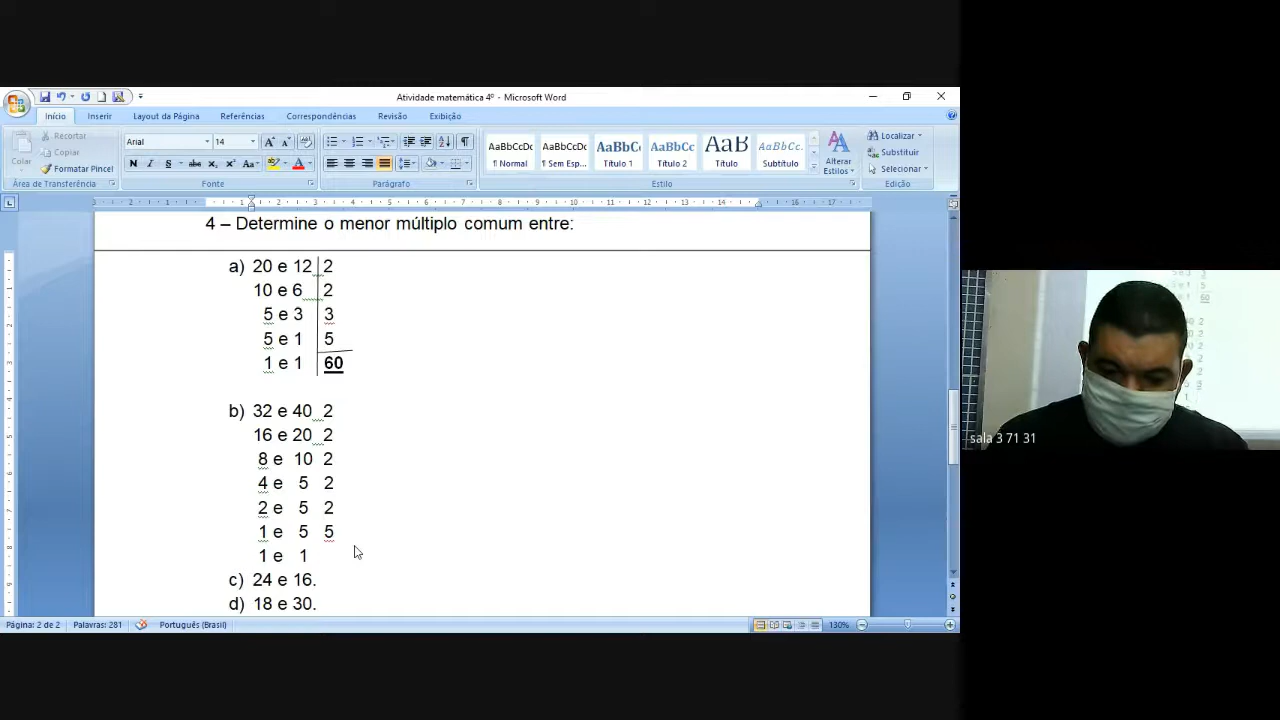 Atividade matemática 4º - Microsoft Word
Início
Inserir
Layout da Página
Referências
Correspondências
Revisão
Exibição
Colar
Recortar
Copiar
Formatar Pincel
Área de Transferência
Arial
14
Fonte
Parágrafo
AaBbCcDc
¶ Normal
AaBbCcDc
¶ Sem Esp...
AaBbC
Título 1
AaBbCc
Título 2
AaB
Título
AaBbCc.
Subtítulo
Alterar
Estilos
Estilo
Localizar
Substituir
Selecionar
Edição
4 – Determine o menor múltiplo comum entre:
a) 20 e 12 2
10 e 6 2
5 e 3 3
5 e 1 5
1 e 1 60
b) 32 e 40 2
16 e 20 2
8 e 10 2
4 e 5 2
2 e 5 2
1 e 5 5
1 e 1
c) 24 e 16.
d) 18 e 30.
Página: 2 de 2
Palavras: 281
Português (Brasil)
130%
sala 3 71 31